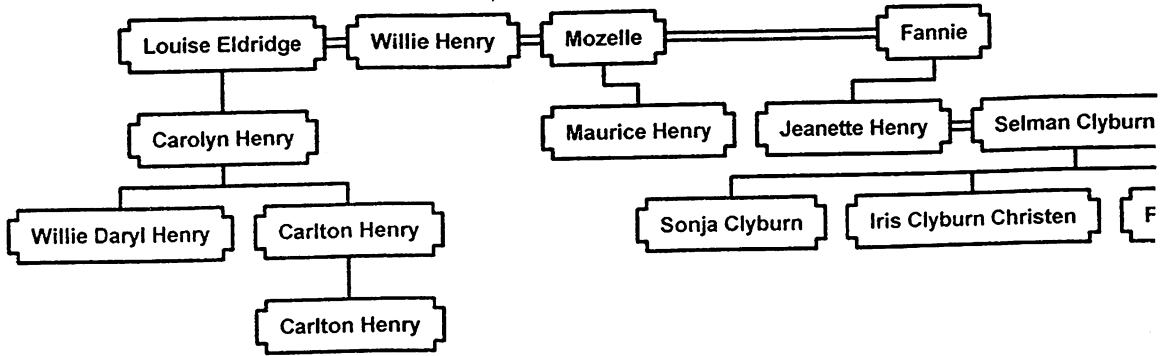 Louise Eldridge
Willie Henry
Mozelle
Fannie
Carolyn Henry
Maurice Henry
Jeanette Henry
Selman Clyburn
Willie Daryl Henry
Carlton Henry
Sonja Clyburn
Iris Clyburn Christen
F
Carlton Henry